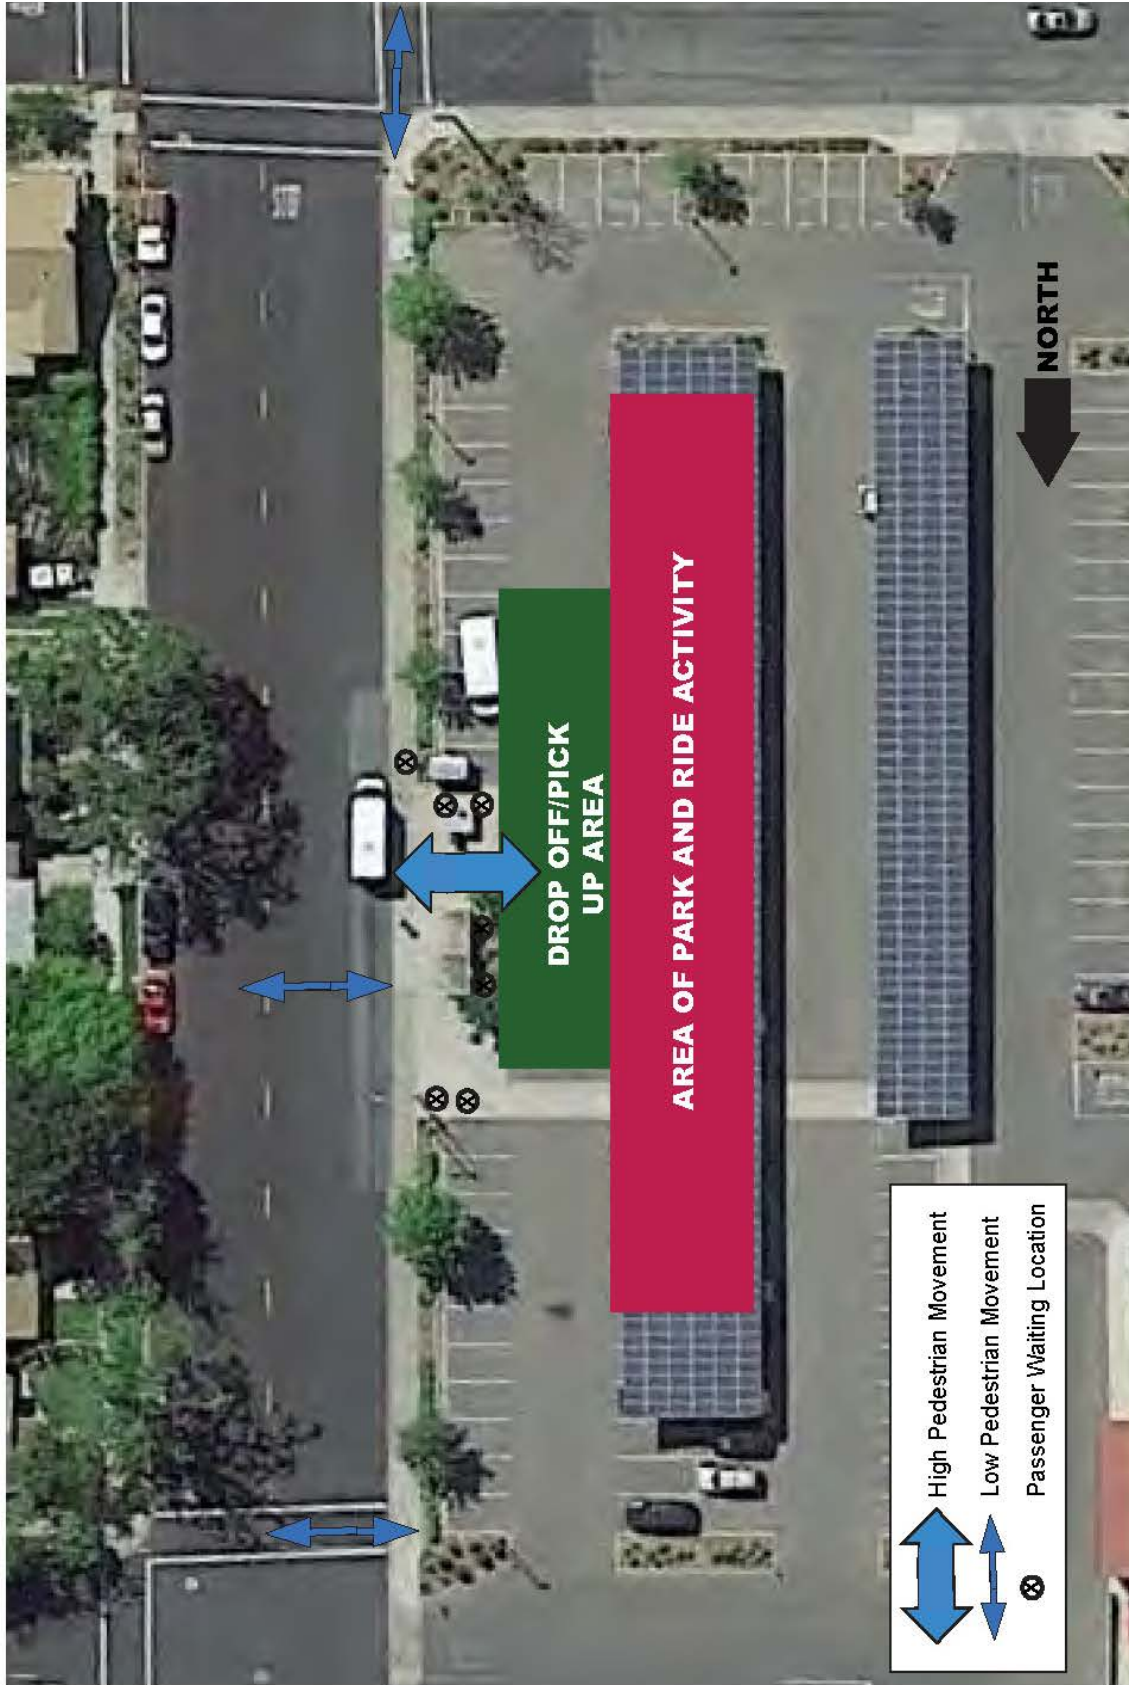 NORTH
DROP OFF/PICK
UP AREA
AREA OF PARK AND RIDE ACTIVITY
High Pedestrian Movement
Low Pedestrian Movement
Passenger Waiting Location